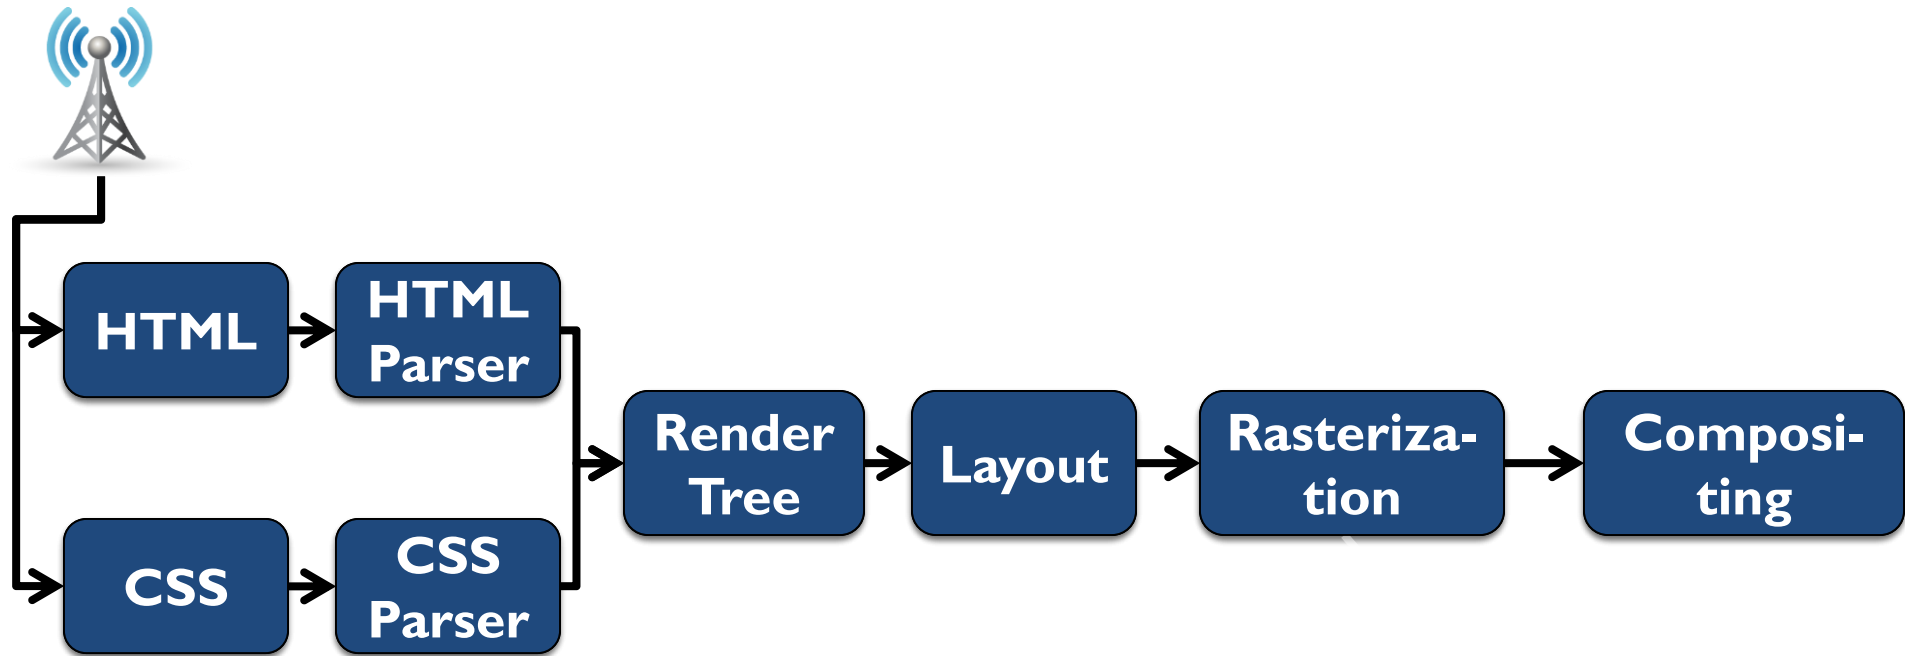 HTML
HTML
Parser
CSS
CSS
Parser
Render
Tree
Layout
Rasteriza-
tion
Composi-
ting